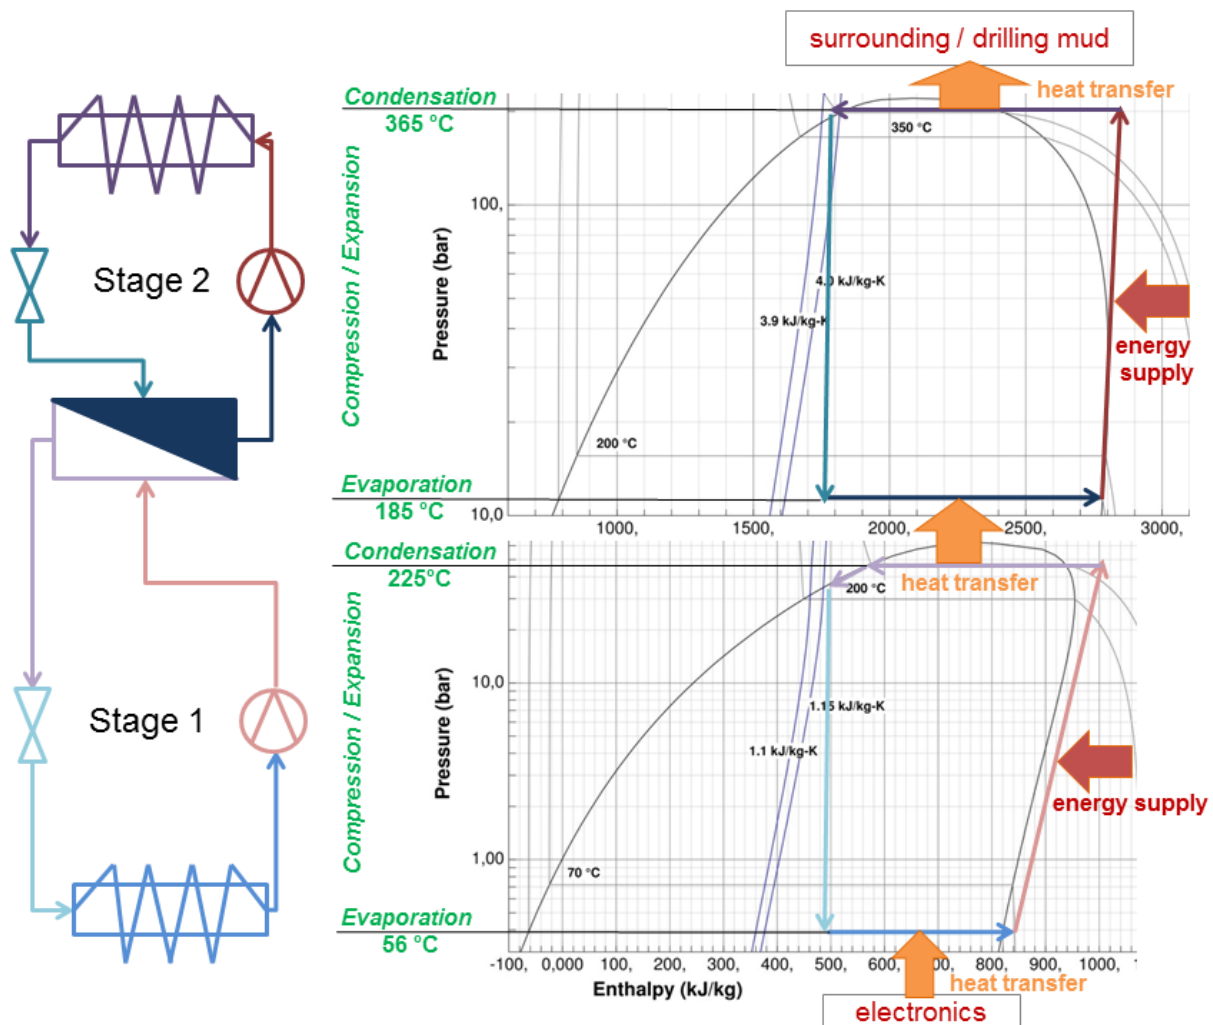 surrounding / drilling mud
heat transfer
Condensation
365 °C
350 °C
100,
Compression / Expansion
Pressure (bar)
Stage 2
4.0 kJ/kg-K
3.9 kJ/kg-K
energy
supply
200 °C
Evaporation
185 °C
10,0
1000, 1500, 2000, 2500, 3000,
Condensation
225°C
heat transfer
200 °C
10,0
Compression / Expansion
Pressure (bar)
Stage 1
1.15 kJ/kg-K
1.1 kJ/kg-K
energy supply
1,00
70 °C
Evaporation
56 °C
-100, 0,000 100, 200, 300, 400, 500, 600, 700, 800, 900, 1000,
Enthalpy (kJ/kg)
heat transfer
electronics